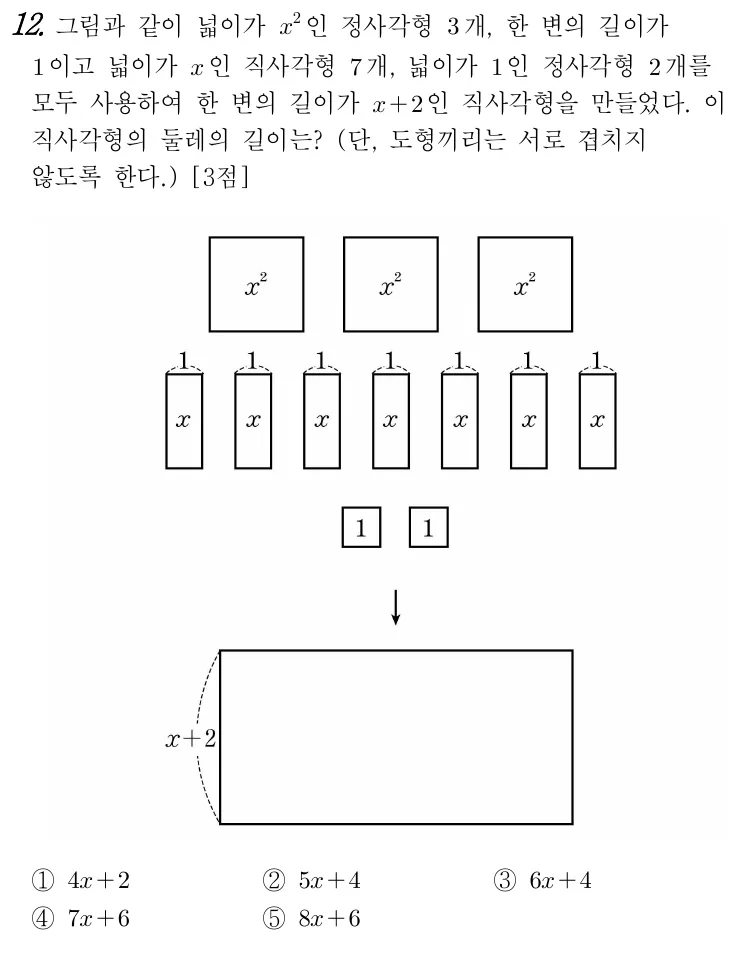 12. 그림과 같이 넓이가 x² 인 정사각형 3개, 한 변의 길이가
1이고 넓이가 x인 직사각형 7개, 넓이가 1인 정사각형 2개를
모두 사용하여 한 변의 길이가 x+2인 직사각형을 만들었다. 이
직사각형의 둘레의 길이는? (단, 도형끼리는 서로 겹치지
않도록 한다.) [3점]
x² x² x²
1 1 1 1 1 1 1
x x x x x x x
1 1
x+2
① 4x+2 ② 5x+4 ③ 6x+4
④ 7x+6 ⑤ 8x+6